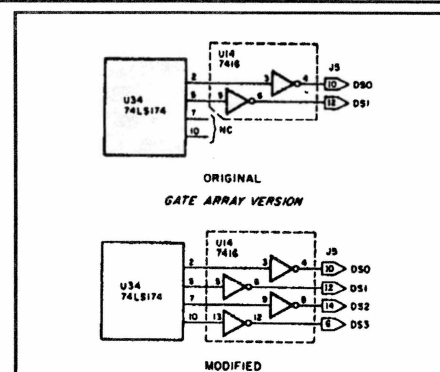 U14
7416
J5
U34
74LS174
2
3
4
10
DS0
5
5
6
12
DS1
7
10
NC
ORIGINAL
GATE ARRAY VERSION
U14
7416
J5
U34
74LS174
2
3
4
10
DS0
5
5
6
12
DS1
7
9
8
14
DS2
10
13
12
6
DS3
MODIFIED